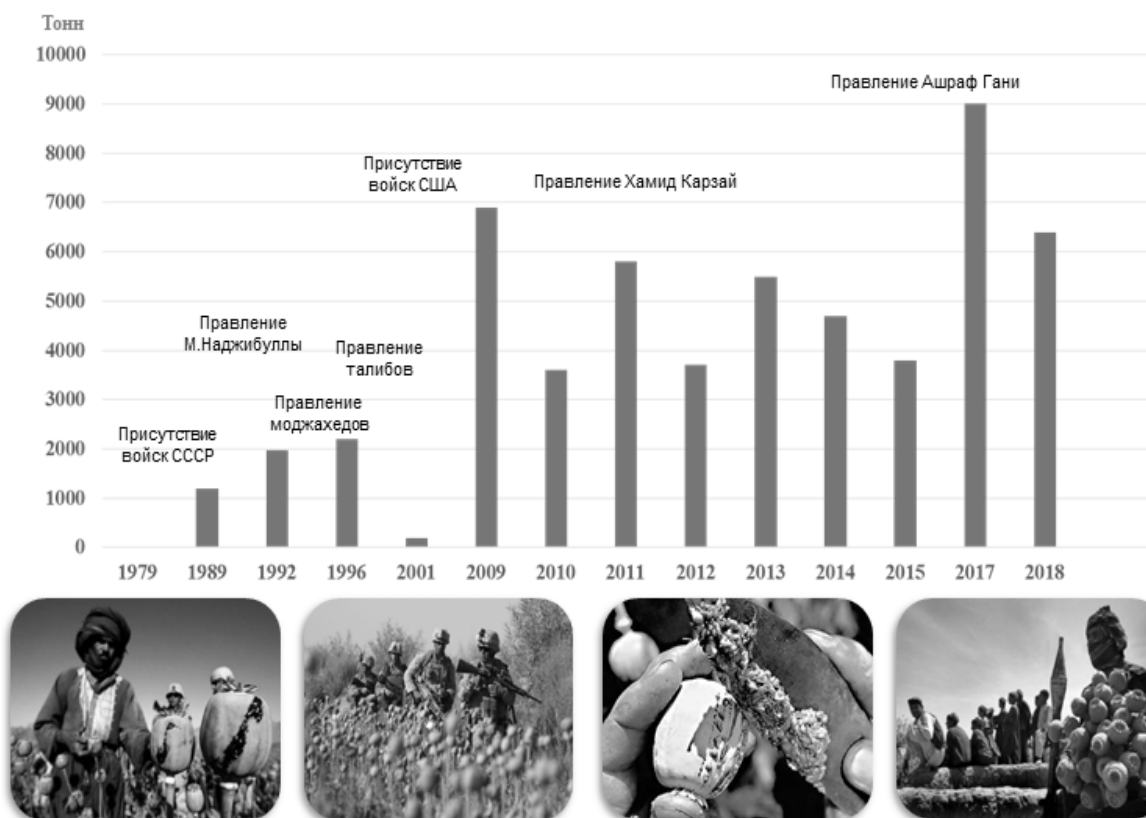 Тонн
10000
Правление Ашраф Гани
9000
8000
Присутствие
войск США
Правление Хамид Карзай
7000
6000
5000
Правление
М.Наджибуллы
Правление
талибов
4000
3000
Правление
моджахедов
Присутствие
войск СССР
2000
1000
0
1979 1989 1992 1996 2001 2009 2010 2011 2012 2013 2014 2015 2017 2018